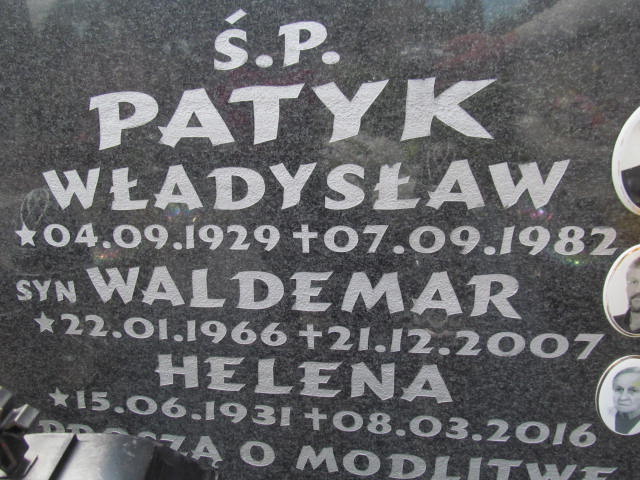 Ś.P.
PATYK
WŁADYSŁAW
★04.09.1929 ✝07.09.1982
SYN WALDEMAR
★22.01.1966 ✝21.12.2007
HELENA
★15.06.1931 ✝08.03.2016
PROSZĄ O MODLITWĘ